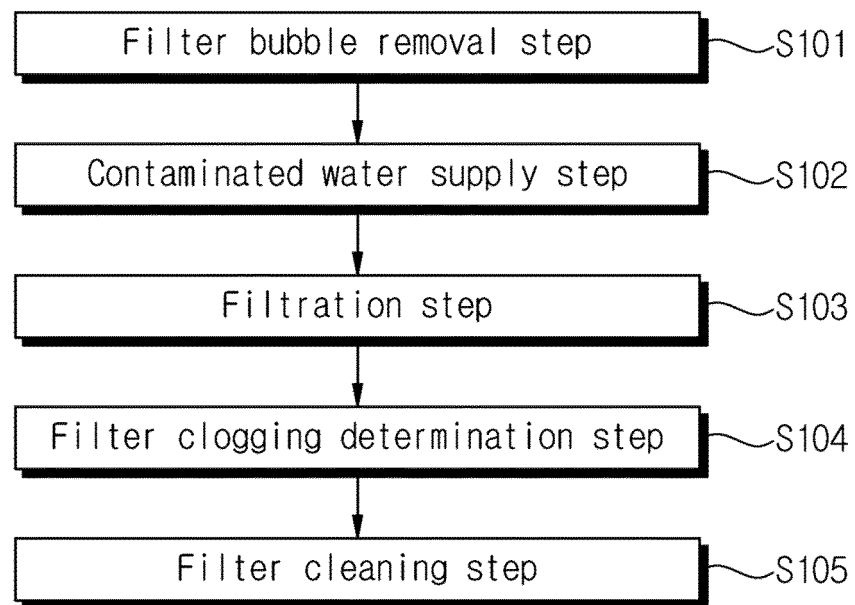 Filter bubble removal step S101
Contaminated water supply step S102
Filtration step S103
Filter clogging determination step S104
Filter cleaning step S105